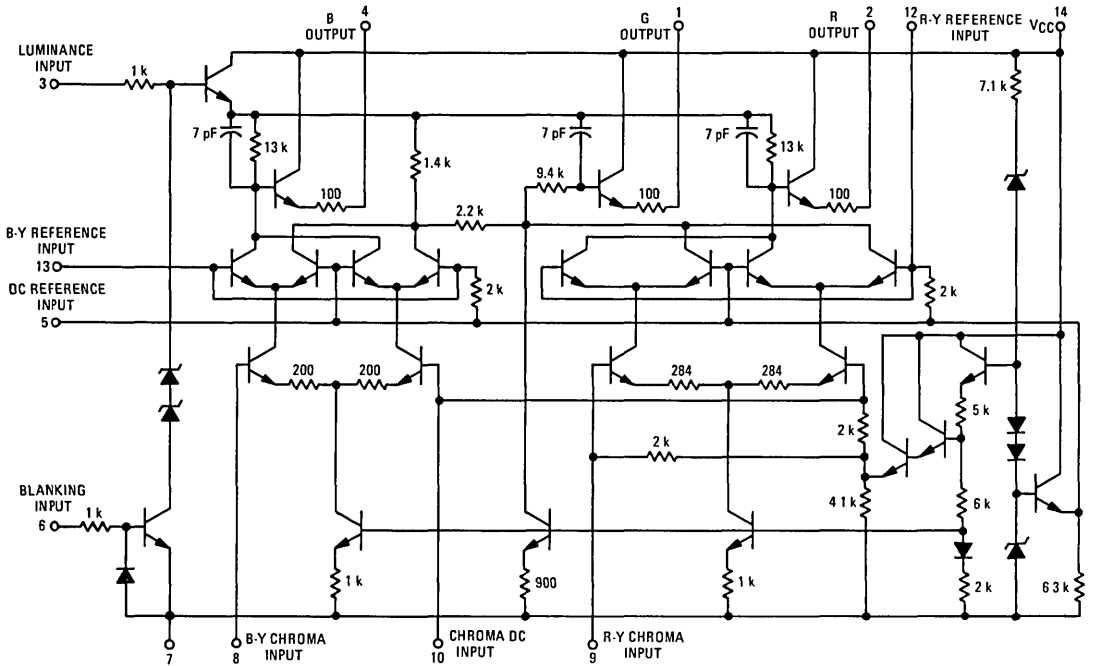 B
OUTPUT
4
G
OUTPUT
1
R
OUTPUT
2
12
R-Y REFERENCE
INPUT
VCC
14
LUMINANCE
INPUT
3
1 k
7.1 k
7 pF
13 k
1.4 k
7 pF
9.4 k
7 pF
13 k
100
100
100
2.2 k
B-Y REFERENCE
INPUT
13
DC REFERENCE
INPUT
5
2 k
2 k
200
200
284
284
5 k
2 k
2 k
4 1 k
6 k
BLANKING
INPUT
6
1 k
1 k
900
1 k
2 k
6 3 k
7
8
B-Y CHROMA
INPUT
10
CHROMA DC
INPUT
9
R-Y CHROMA
INPUT